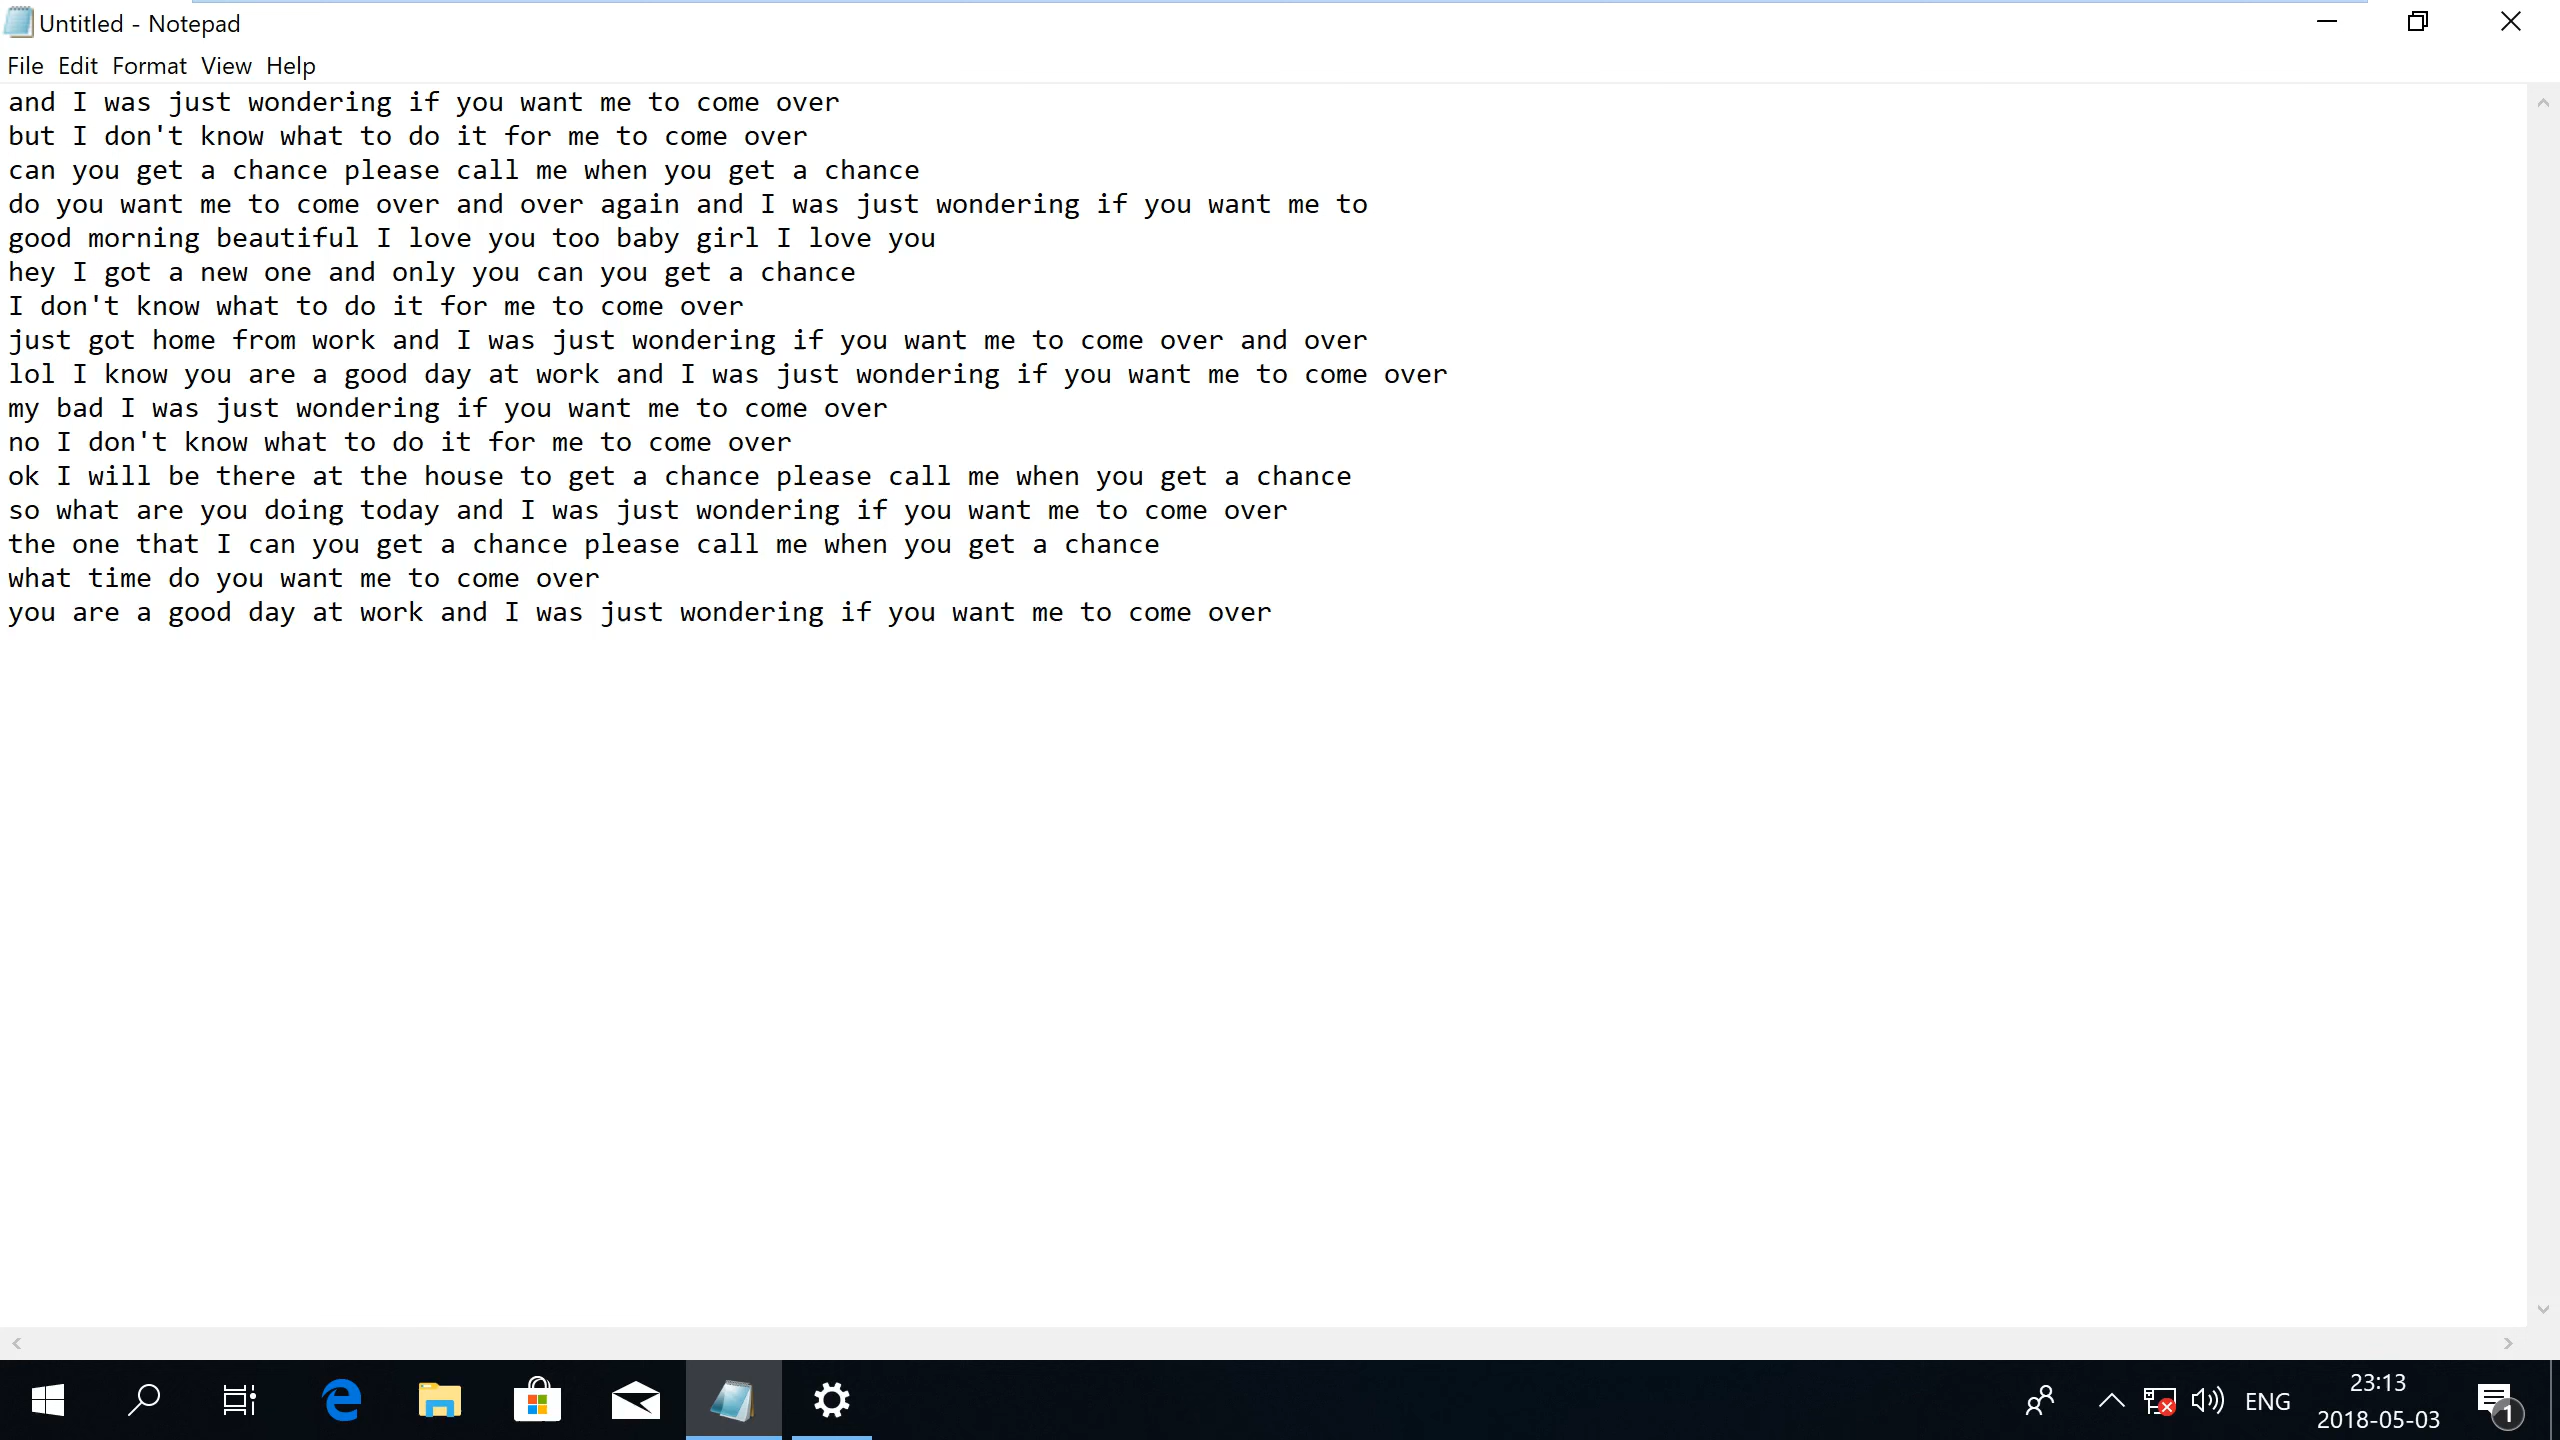 Untitled - Notepad
File Edit Format View Help
and I was just wondering if you want me to come over
but I don't know what to do it for me to come over
can you get a chance please call me when you get a chance
do you want me to come over and over again and I was just wondering if you want me to
good morning beautiful I love you too baby girl I love you
hey I got a new one and only you can you get a chance
I don't know what to do it for me to come over
just got home from work and I was just wondering if you want me to come over and over
lol I know you are a good day at work and I was just wondering if you want me to come over
my bad I was just wondering if you want me to come over
no I don't know what to do it for me to come over
ok I will be there at the house to get a chance please call me when you get a chance
so what are you doing today and I was just wondering if you want me to come over
the one that I can you get a chance please call me when you get a chance
what time do you want me to come over
you are a good day at work and I was just wondering if you want me to come over
ENG
23:13
2018-05-03
1